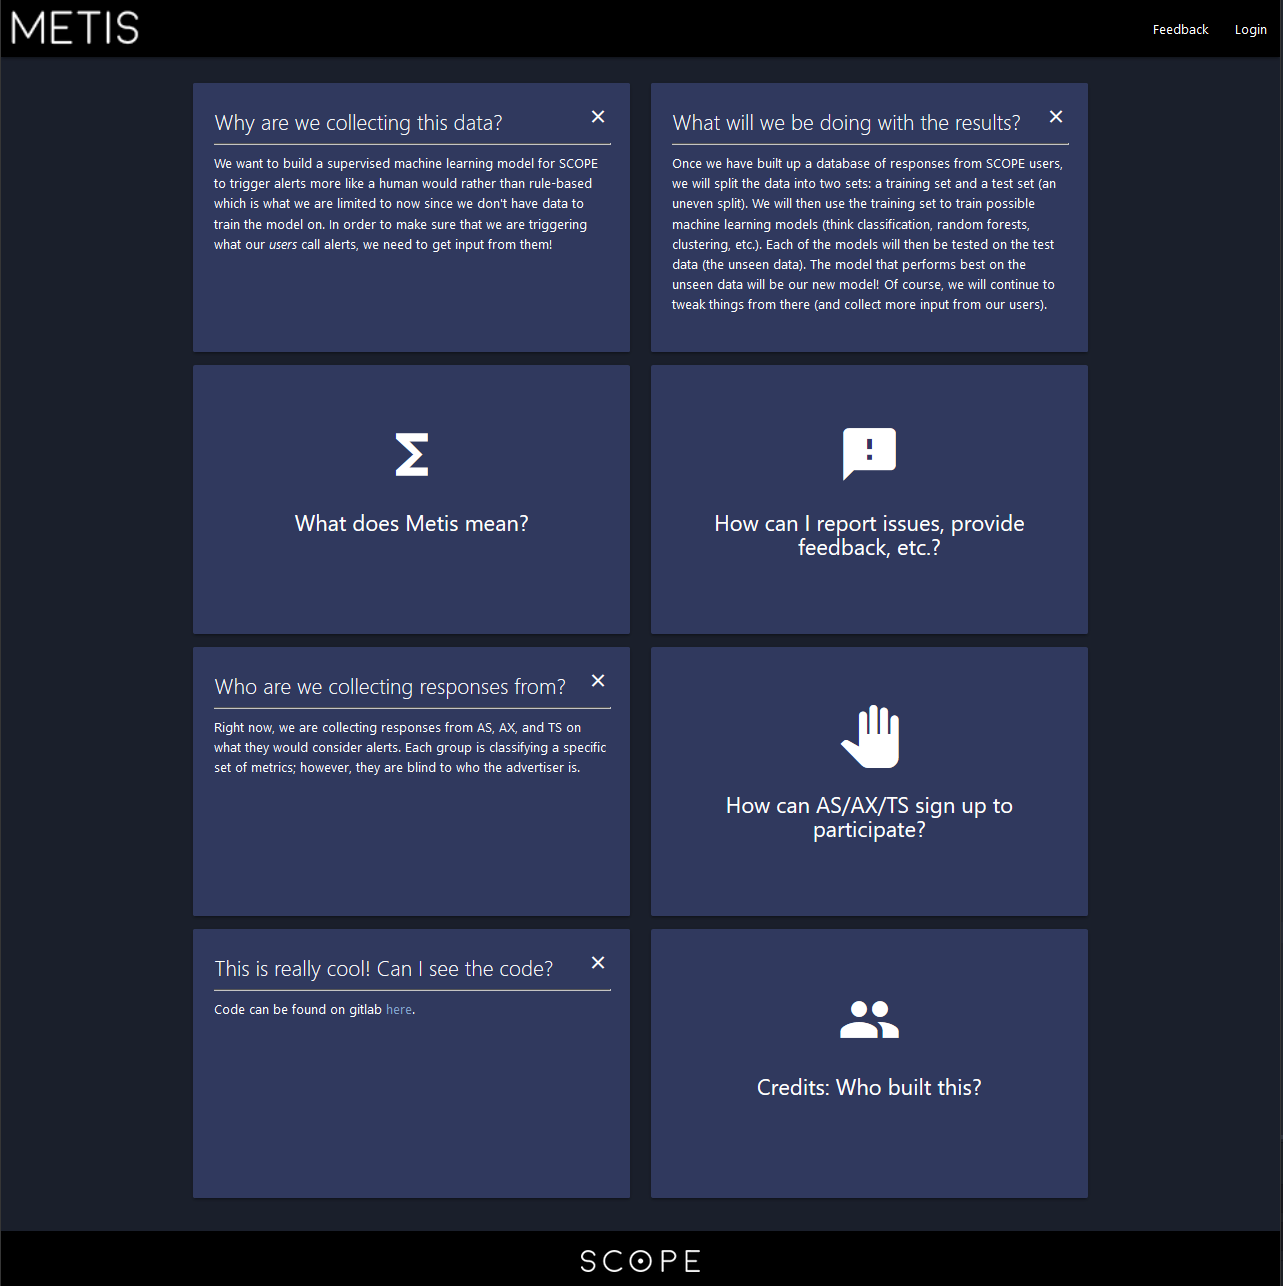 METIS
Feedback
Login
Why are we collecting this data?
We want to build a supervised machine learning model for SCOPE
to trigger alerts more like a human would rather than rule-based
which is what we are limited to now since we don't have data to
train the model on. In order to make sure that we are triggering
what our users call alerts, we need to get input from them!
What will we be doing with the results?
Once we have built up a database of responses from SCOPE users,
we will split the data into two sets: a training set and a test set (an
uneven split). We will then use the training set to train possible
machine learning models (think classification, random forests,
clustering, etc.). Each of the models will then be tested on the test
data (the unseen data). The model that performs best on the
unseen data will be our new model! Of course, we will continue to
tweak things from there (and collect more input from our users).
What does Metis mean?
How can I report issues, provide
feedback, etc.?
Who are we collecting responses from?
Right now, we are collecting responses from AS, AX, and TS on
what they would consider alerts. Each group is classifying a specific
set of metrics; however, they are blind to who the advertiser is.
How can AS/AX/TS sign up to
participate?
This is really cool! Can I see the code?
Code can be found on gitlab here.
Credits: Who built this?
SCOPE